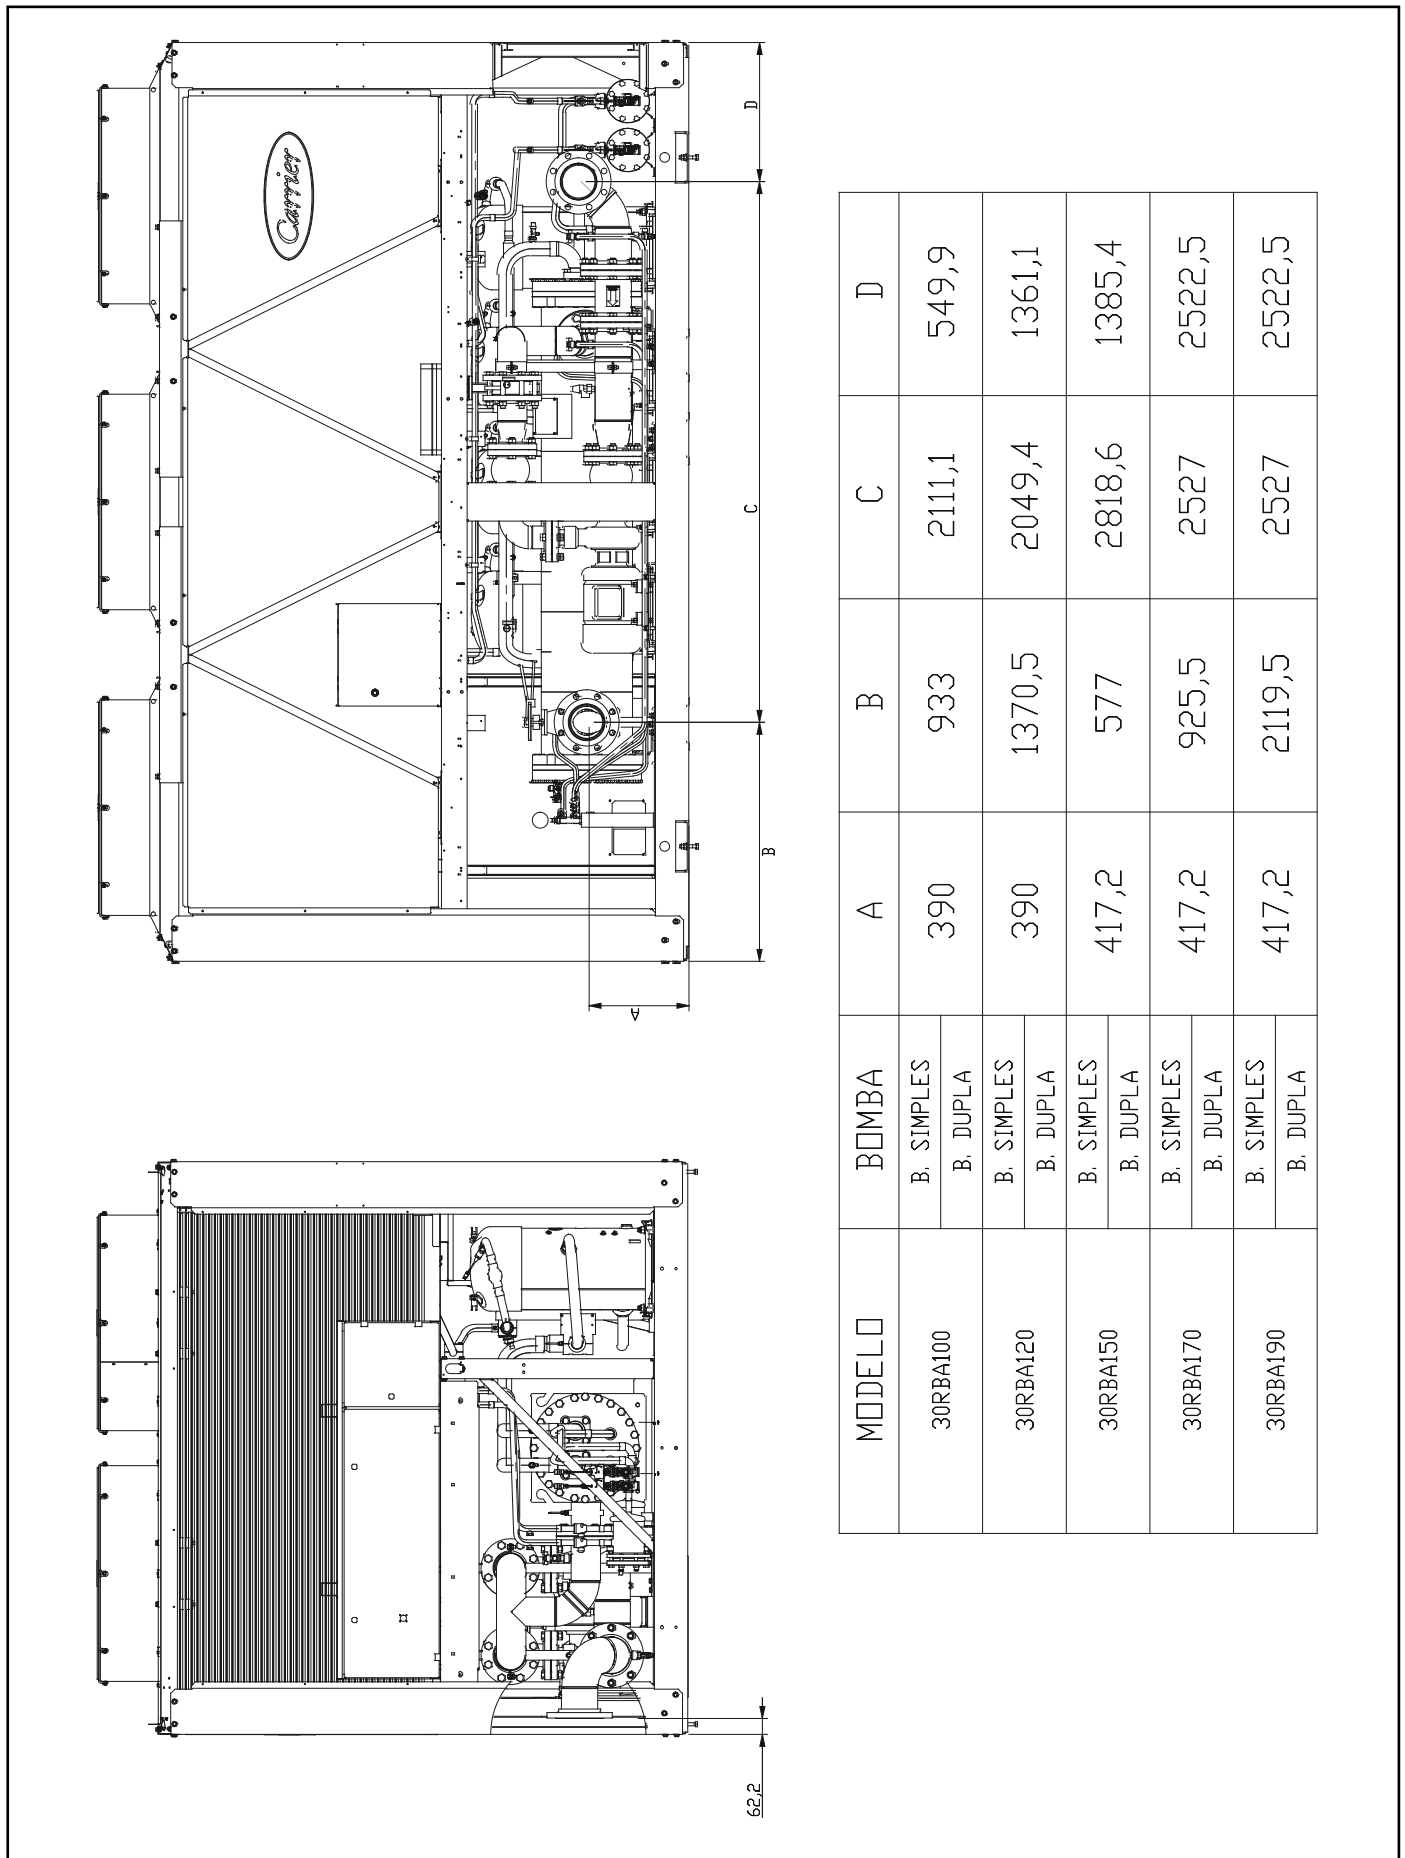 Carrier
D
C
B
A
62,2
MODELO BOMBA A B C D
30RBA100 B. SIMPLES 390 933 2111,1 549,9
B. DUPLA
30RBA120 B. SIMPLES 390 1370,5 2049,4 1361,1
B. DUPLA
30RBA150 B. SIMPLES 417,2 577 2818,6 1385,4
B. DUPLA
30RBA170 B. SIMPLES 417,2 925,5 2527 2522,5
B. DUPLA
30RBA190 B. SIMPLES 417,2 2119,5 2527 2522,5
B. DUPLA